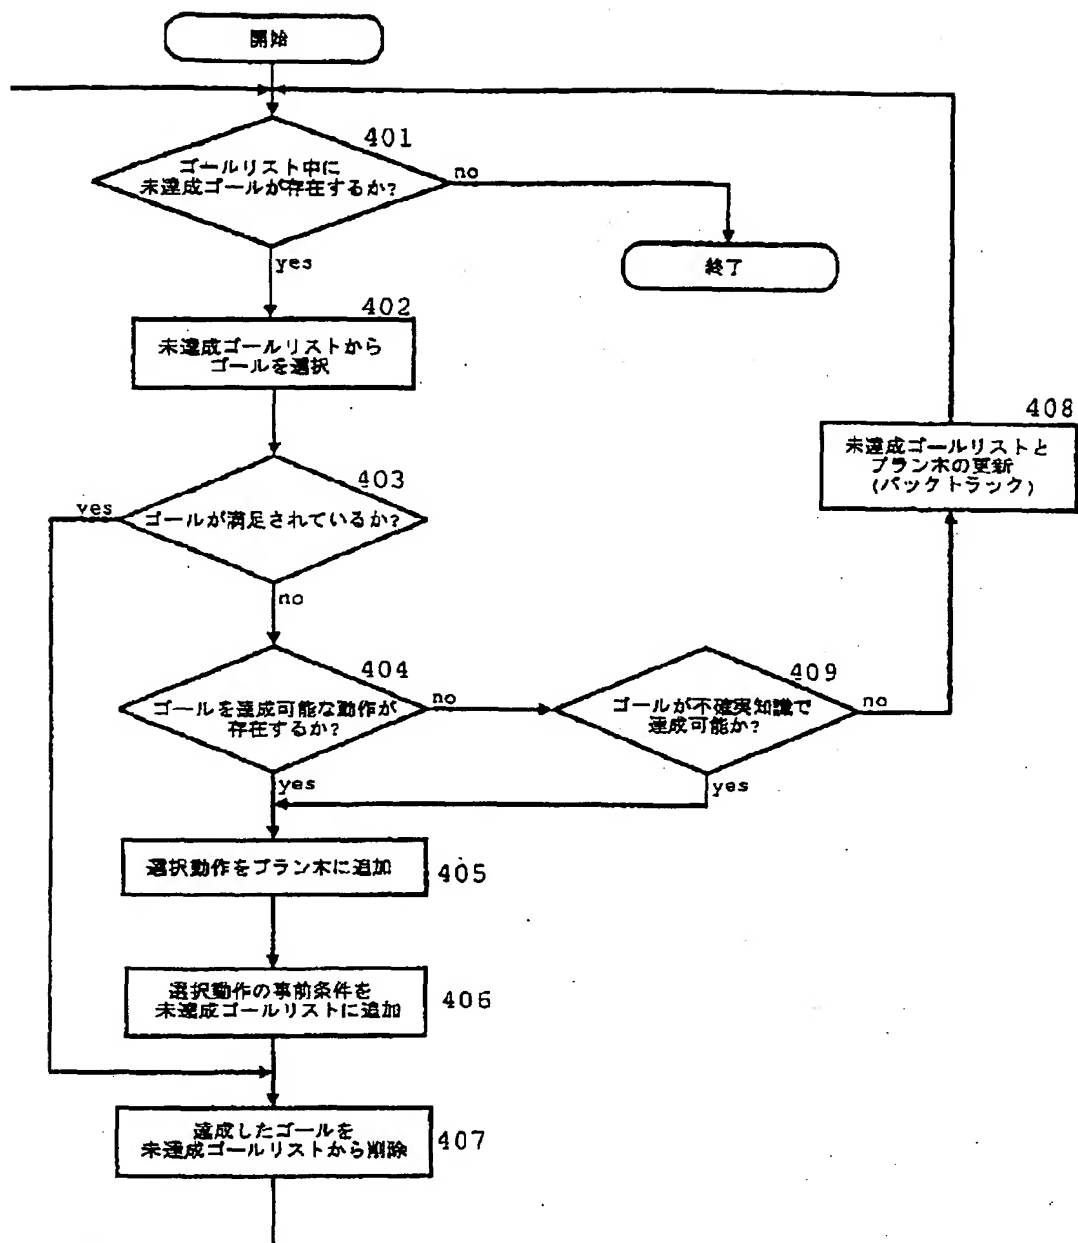 開始
401
ゴールリスト中に
未達成ゴールが存在するか?
no
終了
yes
402
未達成ゴールリストから
ゴールを選択
408
未達成ゴールリストと
プラン木の更新
(バックトラック)
403
yes
ゴールが満足されているか?
no
404
ゴールを達成可能な動作が
存在するか?
no
409
ゴールが不確実知識で
達成可能か?
no
yes
yes
選択動作をプラン木に追加
405
選択動作の事前条件を
未達成ゴールリストに追加
406
達成したゴールを
未達成ゴールリストから削除
407